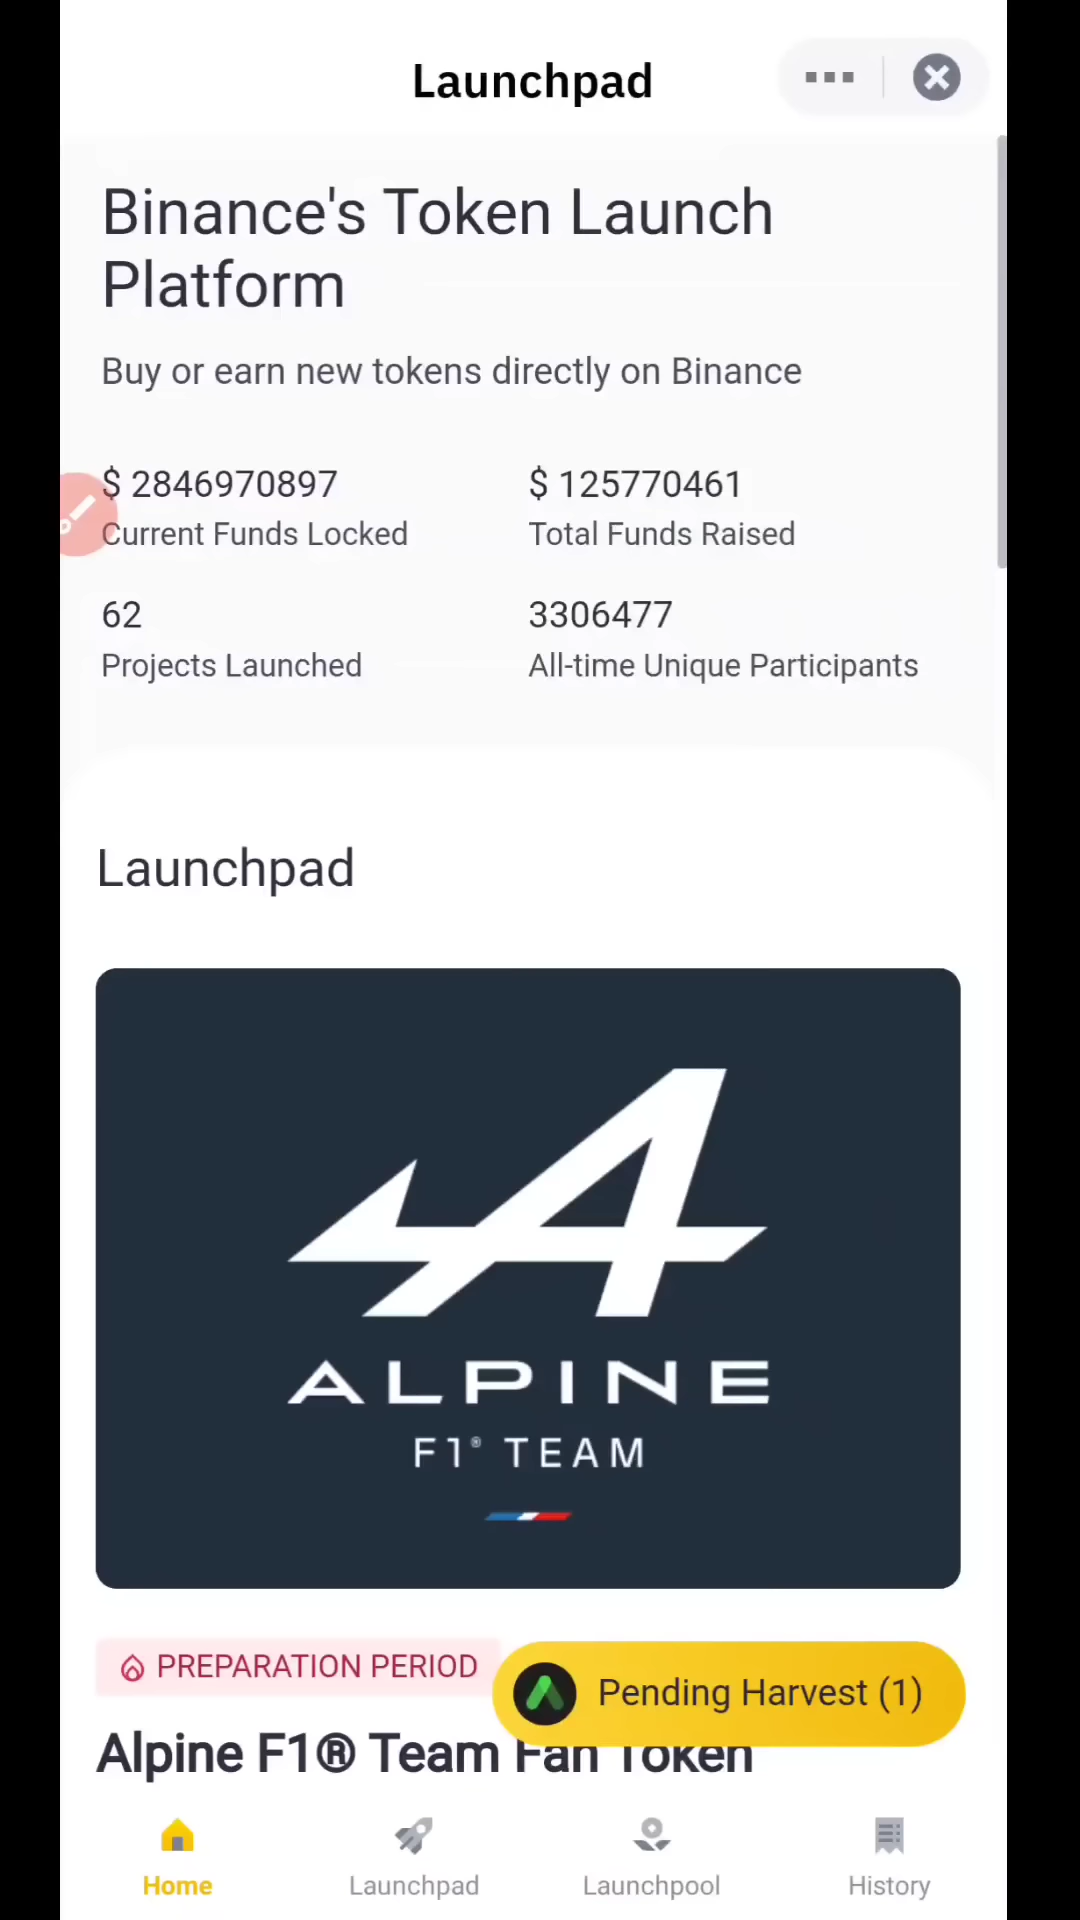 Launchpad
Binance's Token Launch
Platform
Buy or earn new tokens directly on Binance
$ 2846970897
Current Funds Locked
$ 125770461
Total Funds Raised
62
Projects Launched
3306477
All-time Unique Participants
Launchpad
ALPINE
F1® TEAM
PREPARATION PERIOD
Pending Harvest (1)
Alpine F1® Team Fan Token
Home
Launchpad
Launchpool
History